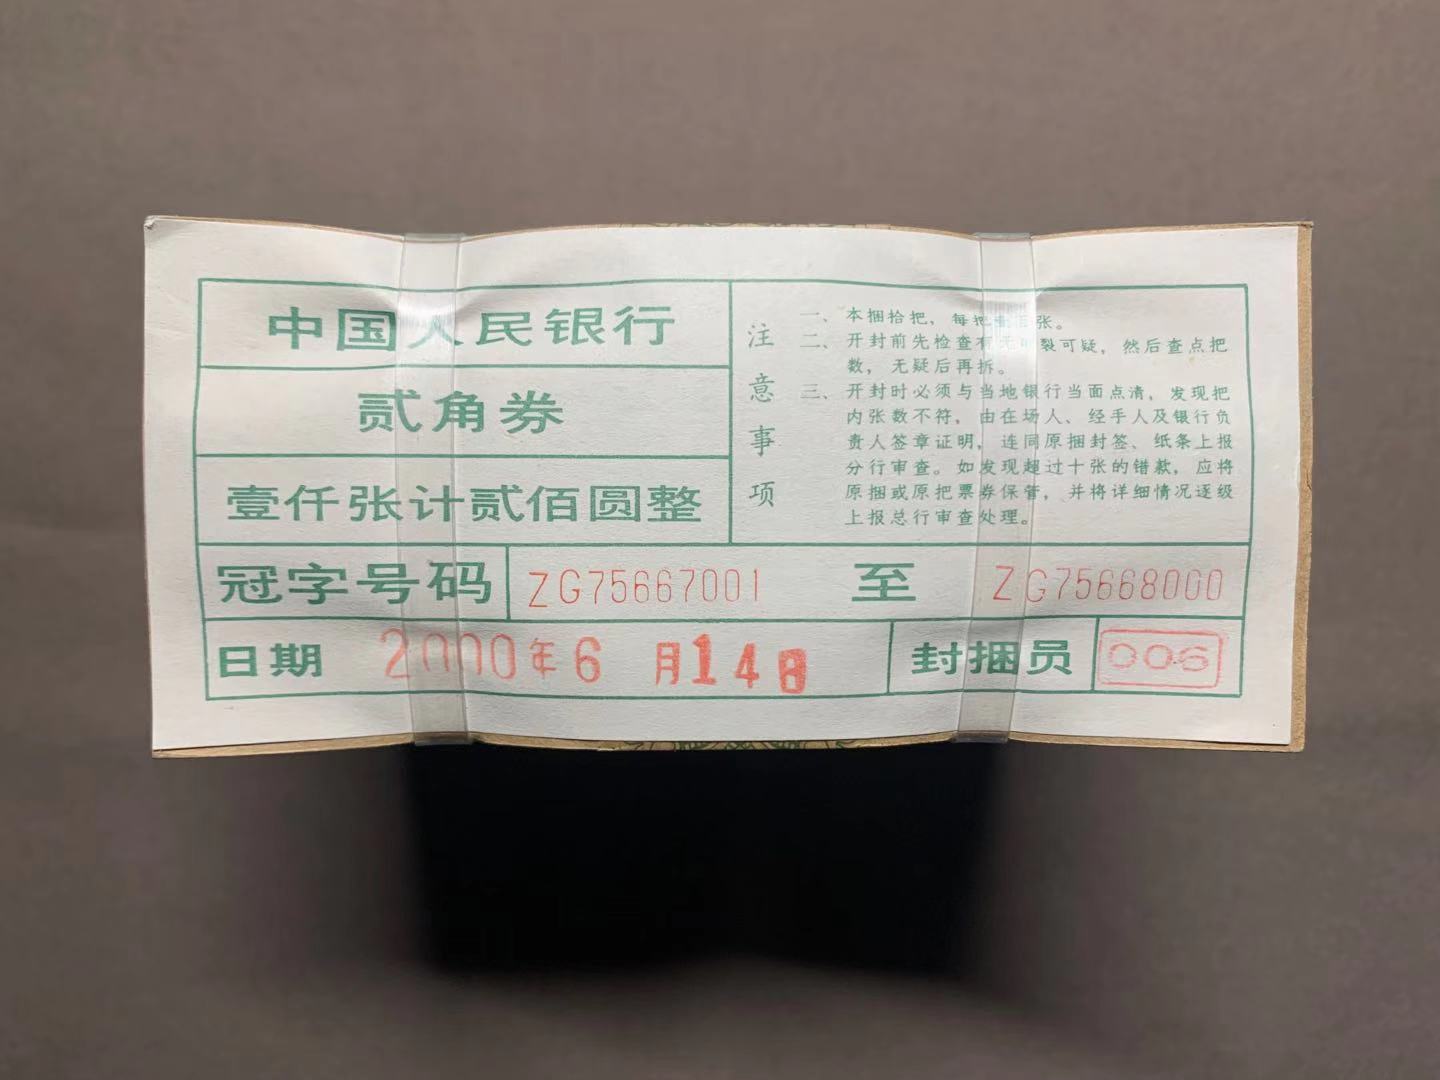 中国人民银行
贰角券
壹仟张计贰佰圆整
注意事项
一、本捆拾把，每把壹佰张。
二、开封前先检查有无断裂可疑，然后查点把
数，无疑后再拆。
三、开封时必须与当地银行当面点清，发现把
内张数不符，由在场人、经手人及银行负
责人签章证明，连同原捆封签、纸条上报
分行审查。如发现超过十张的错款，应将
原捆或原把票券保管，并将详细情况逐级
上报总行审查处理。
冠字号码 ZG75667001 至 ZG75668000
日期 2000年6月14日 封捆员 006